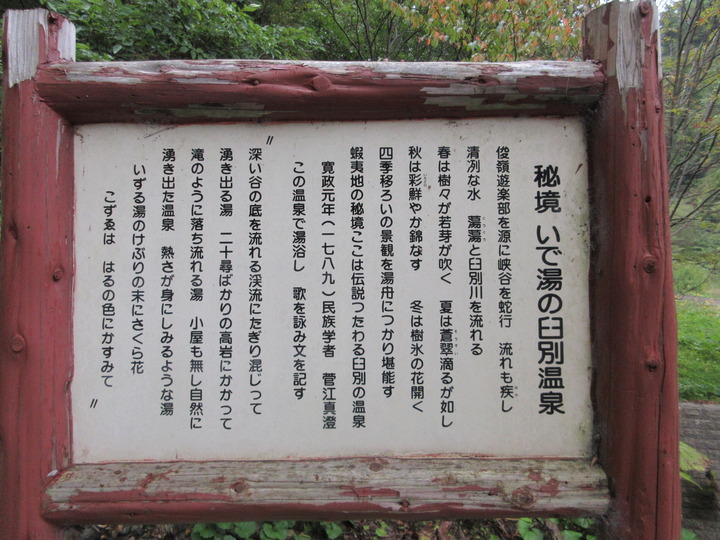 秘境 いで湯の臼別温泉
俊嶺遊楽部を源に峡谷を蛇行 流れも疾し
清冽な水 蕩蕩と臼別川を流れる
春は樹々が若芽が吹く 夏は蒼翠滴るが如し
秋は彩鮮やか錦なす 冬は樹氷の花開く
四季移ろいの景観を湯舟につかり堪能す
蝦夷地の秘境ここは伝説つたわる臼別の温泉
寛政元年(一七八九)民族学者 菅江真澄
この温泉で湯浴し 歌を詠み文を記す
〃深い谷の底を流れる渓流にたぎり混じって
湧き出る湯 二十尋ばかりの高岩にかかって
滝のように落ち流れる湯 小屋も無し自然に
湧き出た温泉 熱さが身にしみるような湯
いずる湯のけぶりの末にさくら花
こずゑは はるの色にかすみて〃